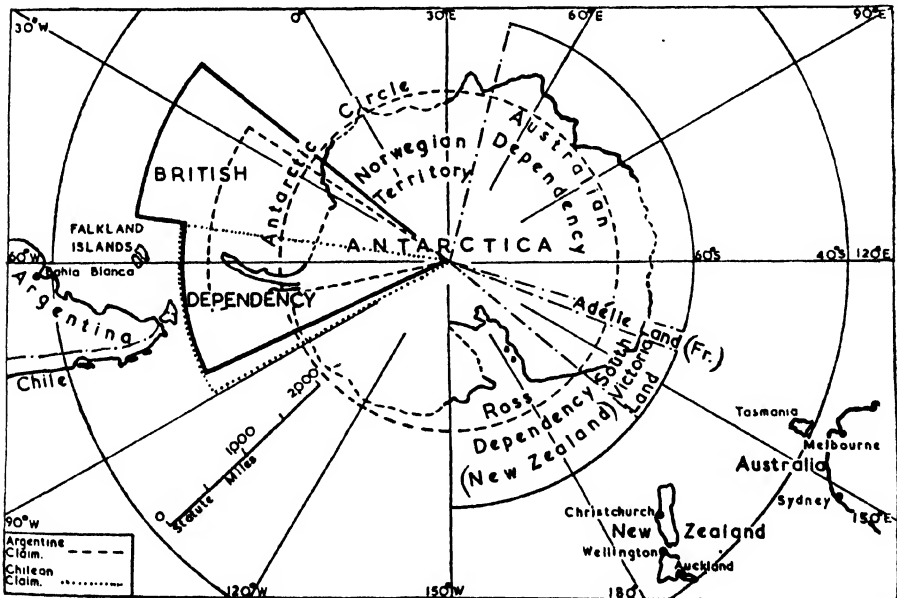 30°W
0°
30°E
60°E
90°E
Antarctic Circle
Norwegian
Territory
Australian
Dependency
BRITISH
FALKLAND
ISLANDS
ANTARCTICA
60°W
Bahia Blanca
Argentina
DEPENDENCY
60°S
40°S
120°E
Adelie Land (Fr.)
Chile
South
Victoria
Land
Ross
Dependency
(New Zealand)
2000
1000
0
Statute Miles
Tasmania
Melbourne
Australia
Sydney
150°E
Christchurch
New Zealand
Wellington
Auckland
90°W
Argentine
Claim.
Chilean
Claim.
120°W
150°W
180°